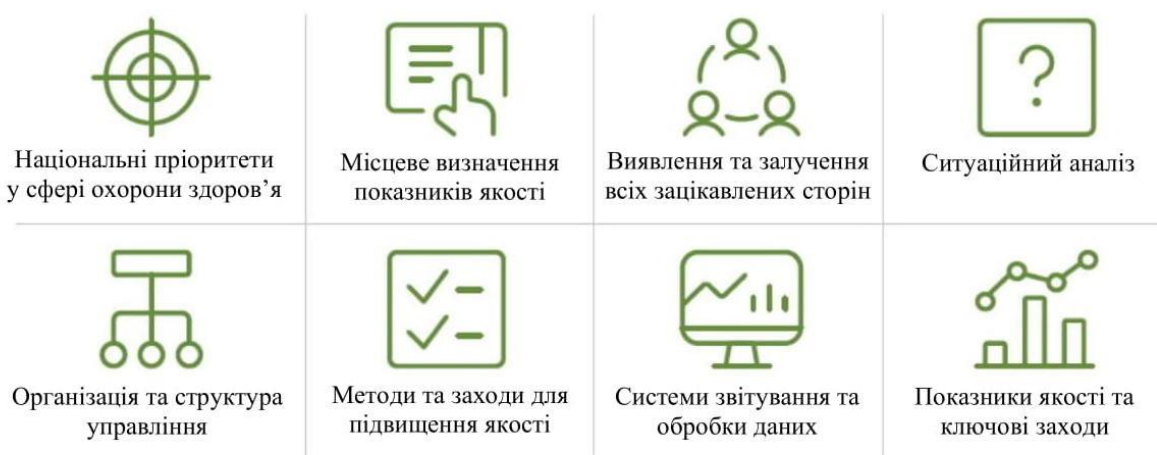 Національні пріоритети
у сфері охорони здоров’я
Місцеве визначення
показників якості
Виявлення та залучення
всіх зацікавлених сторін
Ситуаційний аналіз
Організація та структура
управління
Методи та заходи для
підвищення якості
Системи звітування та
обробки даних
Показники якості та
ключові заходи